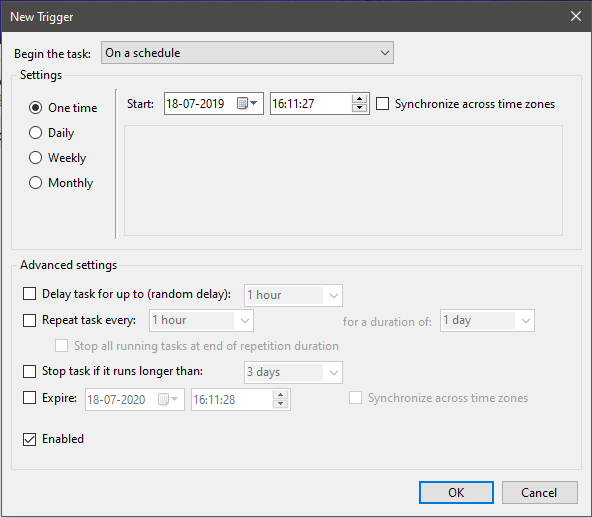 New Trigger
Begin the task: On a schedule
Settings
One time
Start: 18-07-2019 16:11:27 Synchronize across time zones
Daily
Weekly
Monthly
Advanced settings
Delay task for up to (random delay): 1 hour
Repeat task every: 1 hour for a duration of: 1 day
Stop all running tasks at end of repetition duration
Stop task if it runs longer than: 3 days
Expire: 18-07-2020 16:11:28 Synchronize across time zones
Enabled
OK Cancel